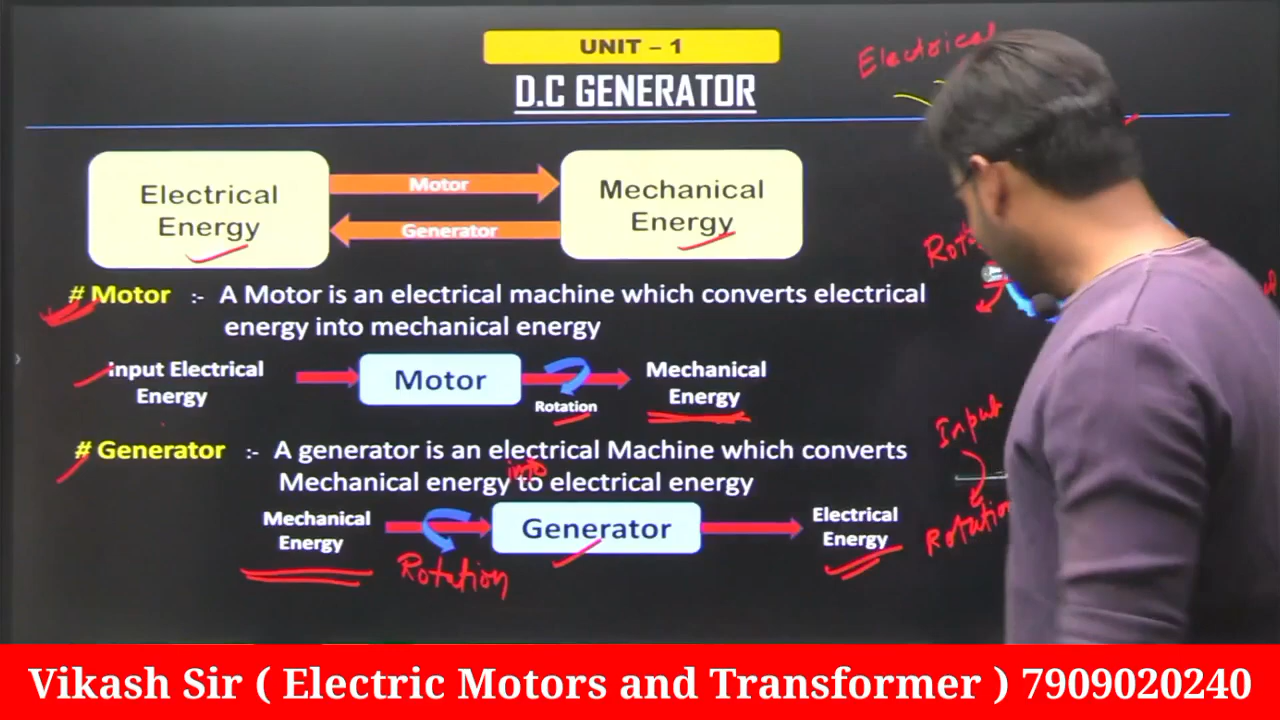 UNIT – 1
D.C GENERATOR
Electrical
Electrical
Energy
Motor
Generator
Mechanical
Energy
# Motor :- A Motor is an electrical machine which converts electrical
energy into mechanical energy
Input Electrical
Energy
Motor
Rotation
Mechanical
Energy
Input
Rotation
# Generator :- A generator is an electrical Machine which converts
into
Mechanical energy to electrical energy
Mechanical
Energy
Rotation
Generator
Electrical
Energy
Vikash Sir ( Electric Motors and Transformer ) 7909020240